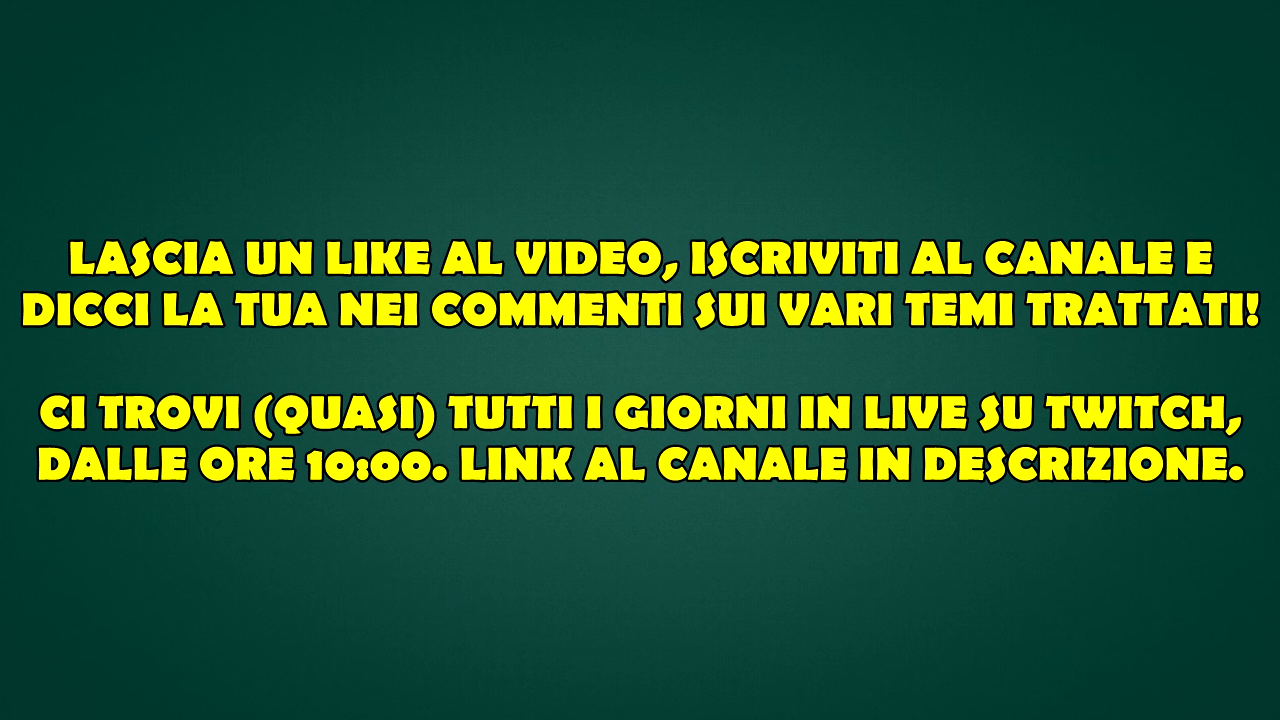 LASCIA UN LIKE AL VIDEO, ISCRIVITI AL CANALE E
DICCI LA TUA NEI COMMENTI SUI VARI TEMI TRATTATI!
CI TROVI (QUASI) TUTTI I GIORNI IN LIVE SU TWITCH,
DALLE ORE 10:00. LINK AL CANALE IN DESCRIZIONE.